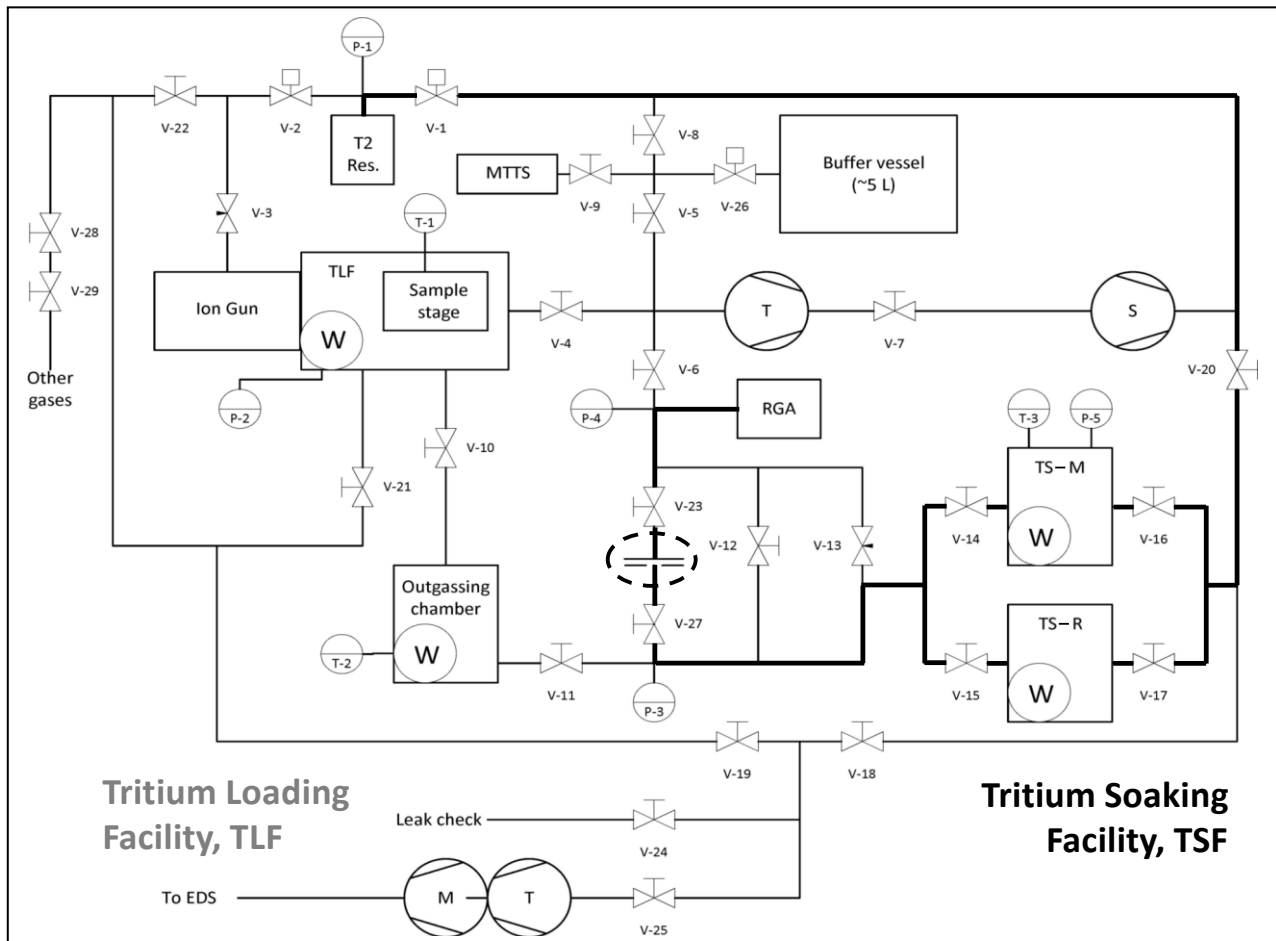 P-1
V-22
V-2
V-1
T2
Res.
V-8
MTTS
V-9
V-26
Buffer vessel
(~5 L)
V-3
V-5
V-28
V-29
T-1
TLF
Ion Gun
Sample
stage
W
V-4
T
V-7
S
Other
gases
P-2
V-6
V-20
P-4
RGA
T-3
P-5
V-10
V-21
TS–M
W
V-14
V-16
V-23
V-12
V-13
Outgassing
chamber
W
T-2
V-27
V-11
P-3
TS–R
W
V-15
V-17
V-19
V-18
Tritium Loading
Facility, TLF
Tritium Soaking
Facility, TSF
Leak check
V-24
To EDS
M
T
V-25